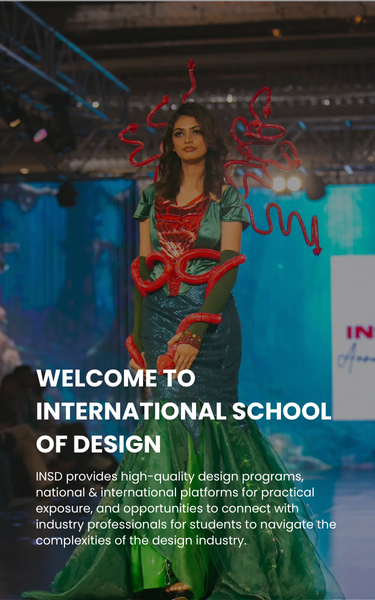 IN
WELCOME TO
INTERNATIONAL SCHOOL
OF DESIGN
INSD provides high-quality design programs,
national & international platforms for practical
exposure, and opportunities to connect with
industry professionals for students to navigate the
complexities of the design industry.